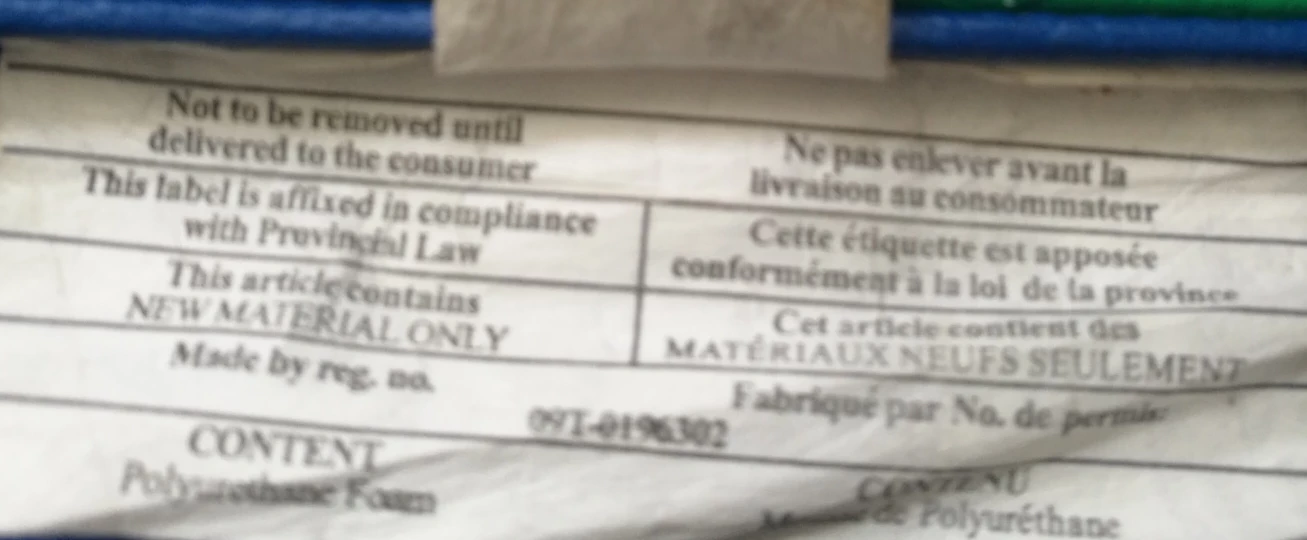 Not to be removed until
delivered to the consumer
Ne pas enlever avant la
livraison au consommateur
This label is affixed in compliance
with Provincial Law
Cette étiquette est apposée
conformément à la loi de la province
This article contains
NEW MATERIAL ONLY
Cet article contient des
MATÉRIAUX NEUFS SEULEMENT
Made by reg. no.
Fabriqué par No. de permis:
09T-0196302
CONTENT
Polyurethane Foam
CONTENU
de Polyuréthane